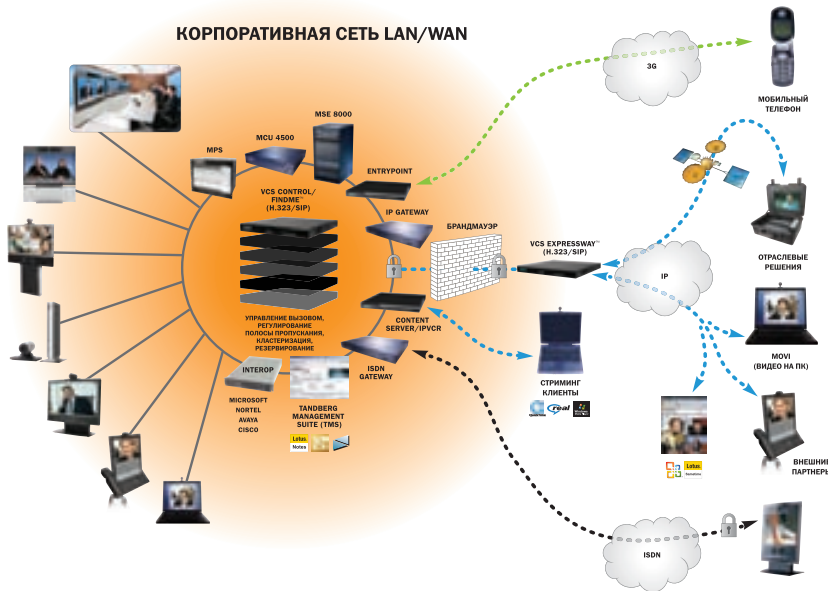 КОРПОРАТИВНАЯ СЕТЬ LAN/WAN
3G
МОБИЛЬНЫЙ
ТЕЛЕФОН
MSE 8000
MCU 4500
MPS
ENTRYPOINT
VCS CONTROL/
FINDME™
(H.323/SIP)
IP GATEWAY
БРАНДМАУЭР
VCS EXPRESSWAY™
(H.323/SIP)
IP
ОТРАСЛЕВЫЕ
РЕШЕНИЯ
УПРАВЛЕНИЕ ВЫЗОВОМ,
РЕГУЛИРОВАНИЕ
ПОЛОСЫ ПРОПУСКАНИЯ,
КЛАСТЕРИЗАЦИЯ,
РЕЗЕРВИРОВАНИЕ
CONTENT
SERVER/IPVCR
ISDN
GATEWAY
MOVI
(ВИДЕО НА ПК)
INTEROP
MICROSOFT
NORTEL
AVAYA
CISCO
TANDBERG
MANAGEMENT
SUITE (TMS)
Lotus
Notes
СТРИМИНГ
КЛИЕНТЫ
real
Lotus
ВНЕШНИЕ
ПАРТНЕРЫ
ISDN